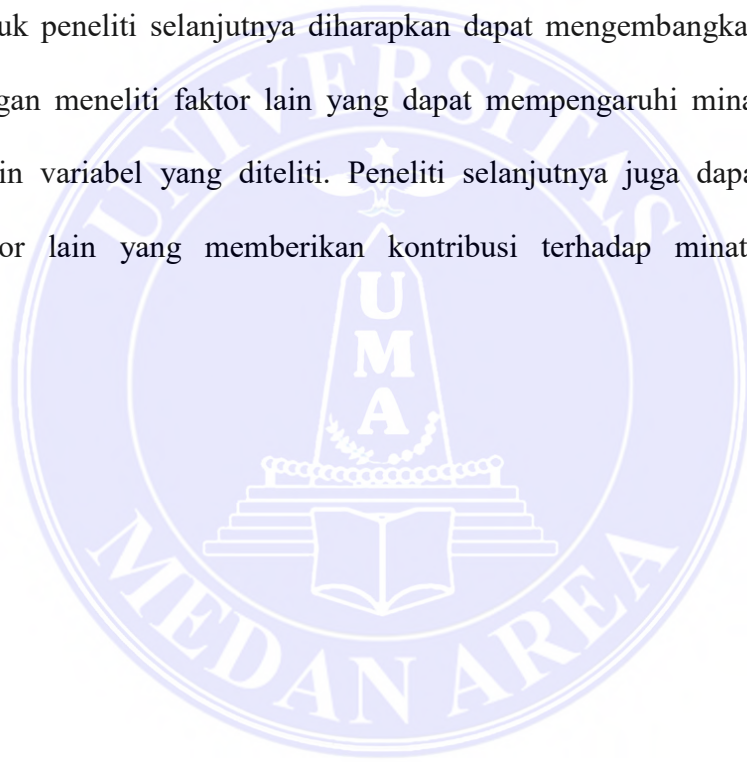 uk peneliti selanjutnya diharapkan dapat mengembangka
gan meneliti faktor lain yang dapat mempengaruhi mina
in variabel yang diteliti. Peneliti selanjutnya juga dapa
or lain yang memberikan kontribusi terhadap minat
UNIVERSITAS
U
M
A
MEDAN AREA